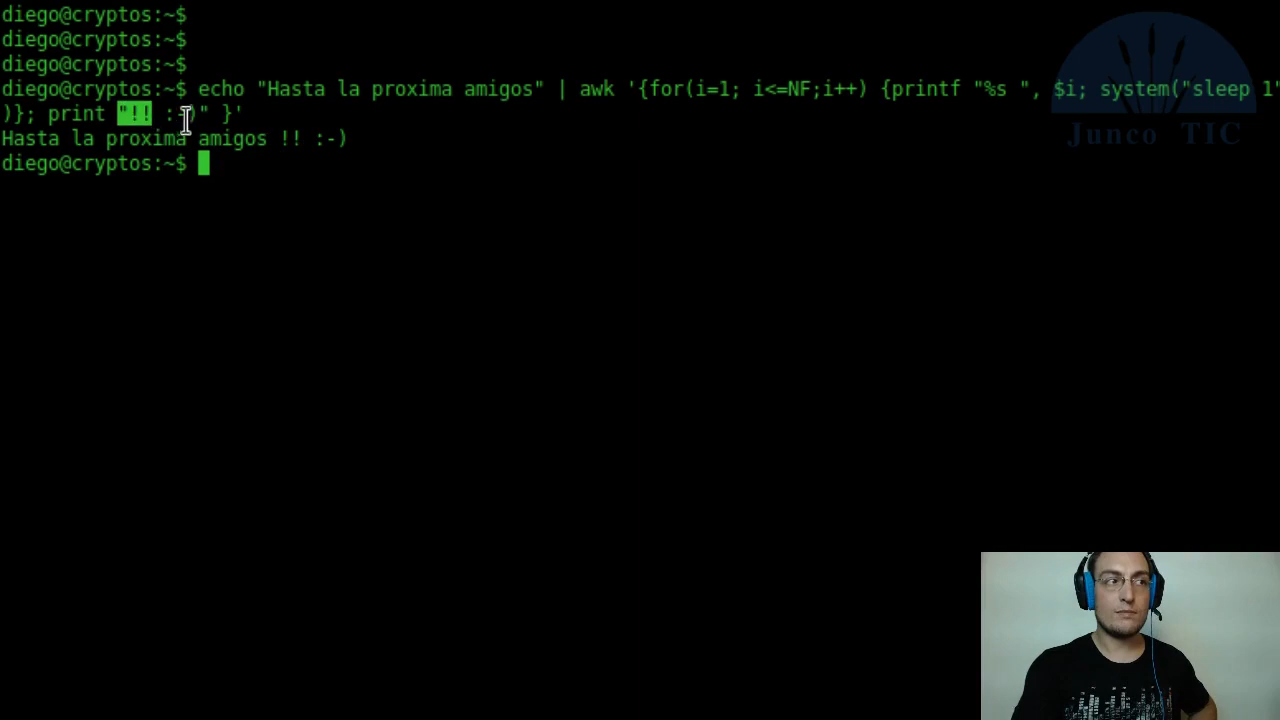 diego@cryptos:~$
diego@cryptos:~$
diego@cryptos:~$
diego@cryptos:~$ echo "Hasta la proxima amigos" | awk '{for(i=1; i<=NF;i++) {printf "%s ", $i; system("sleep 1"
)}; print "!! :-)" }'
Hasta la proxima amigos !! :-)
diego@cryptos:~$
Junco TIC